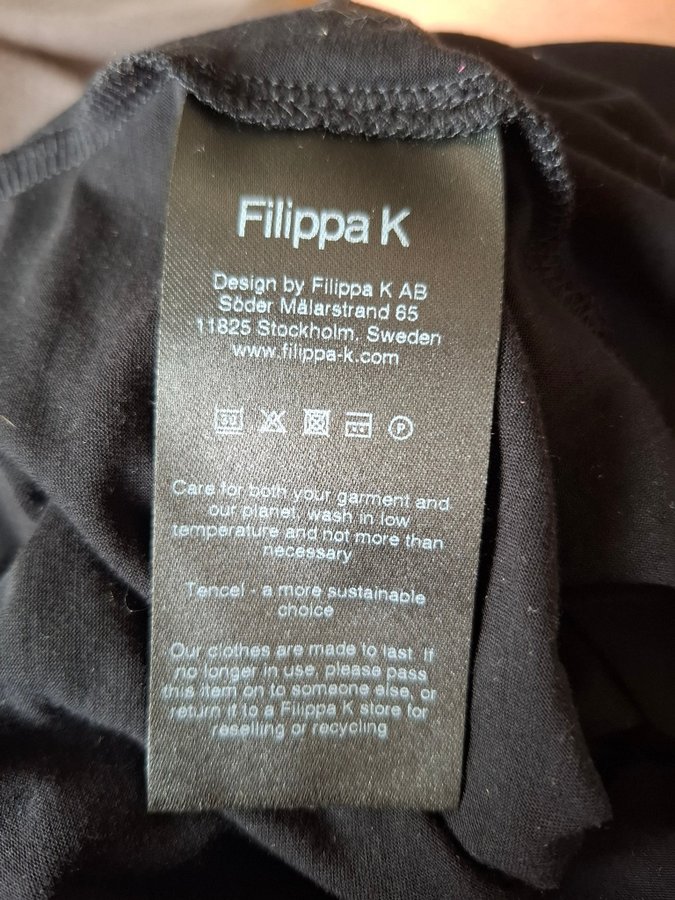 Filippa K
Design by Filippa K AB
Söder Mälarstrand 65
11825 Stockholm, Sweden
www.filippa-k.com
30 P
Care for both your garment and
our planet, wash in low
temperature and not more than
necessary
Tencel - a more sustainable
choice
Our clothes are made to last. If
no longer in use, please pass
this item on to someone else, or
return it to a Filippa K store for
reselling or recycling